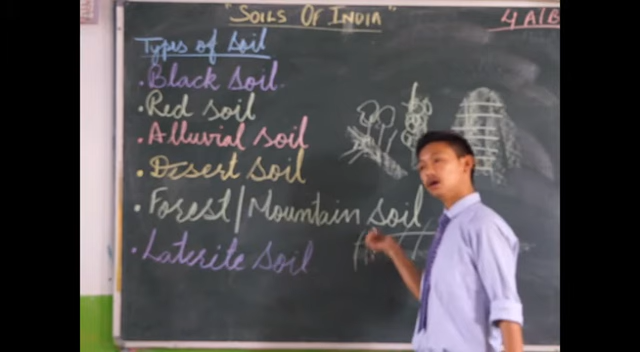 "SOILS OF INDIA"
4 A/B
Types of Soil
. Black Soil
. Red soil
. Alluvial soil
. Desert Soil
. Forest/Mountain soil
. Laterite Soil